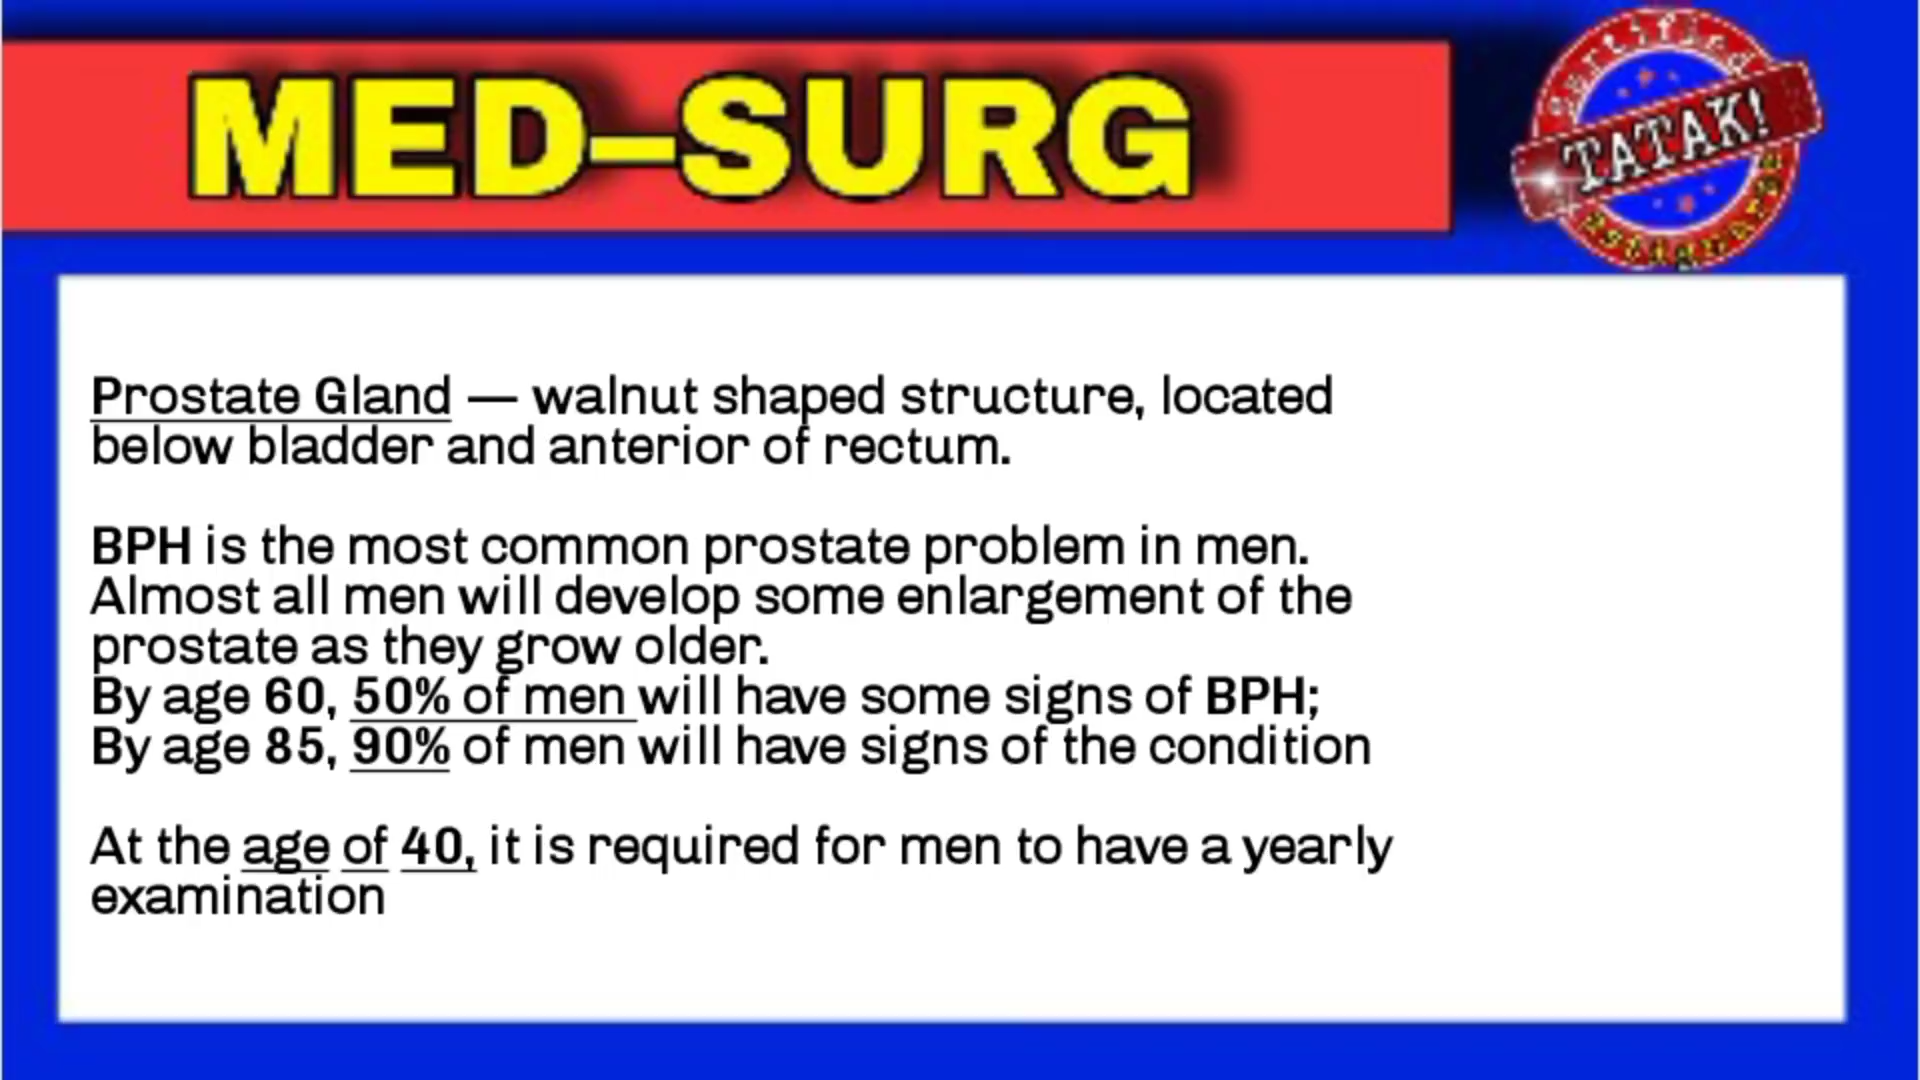 MED–SURG
certified
TATAK!
Prostate Gland — walnut shaped structure, located
below bladder and anterior of rectum.
BPH is the most common prostate problem in men.
Almost all men will develop some enlargement of the
prostate as they grow older.
By age 60, 50% of men will have some signs of BPH;
By age 85, 90% of men will have signs of the condition
At the age of 40, it is required for men to have a yearly
examination